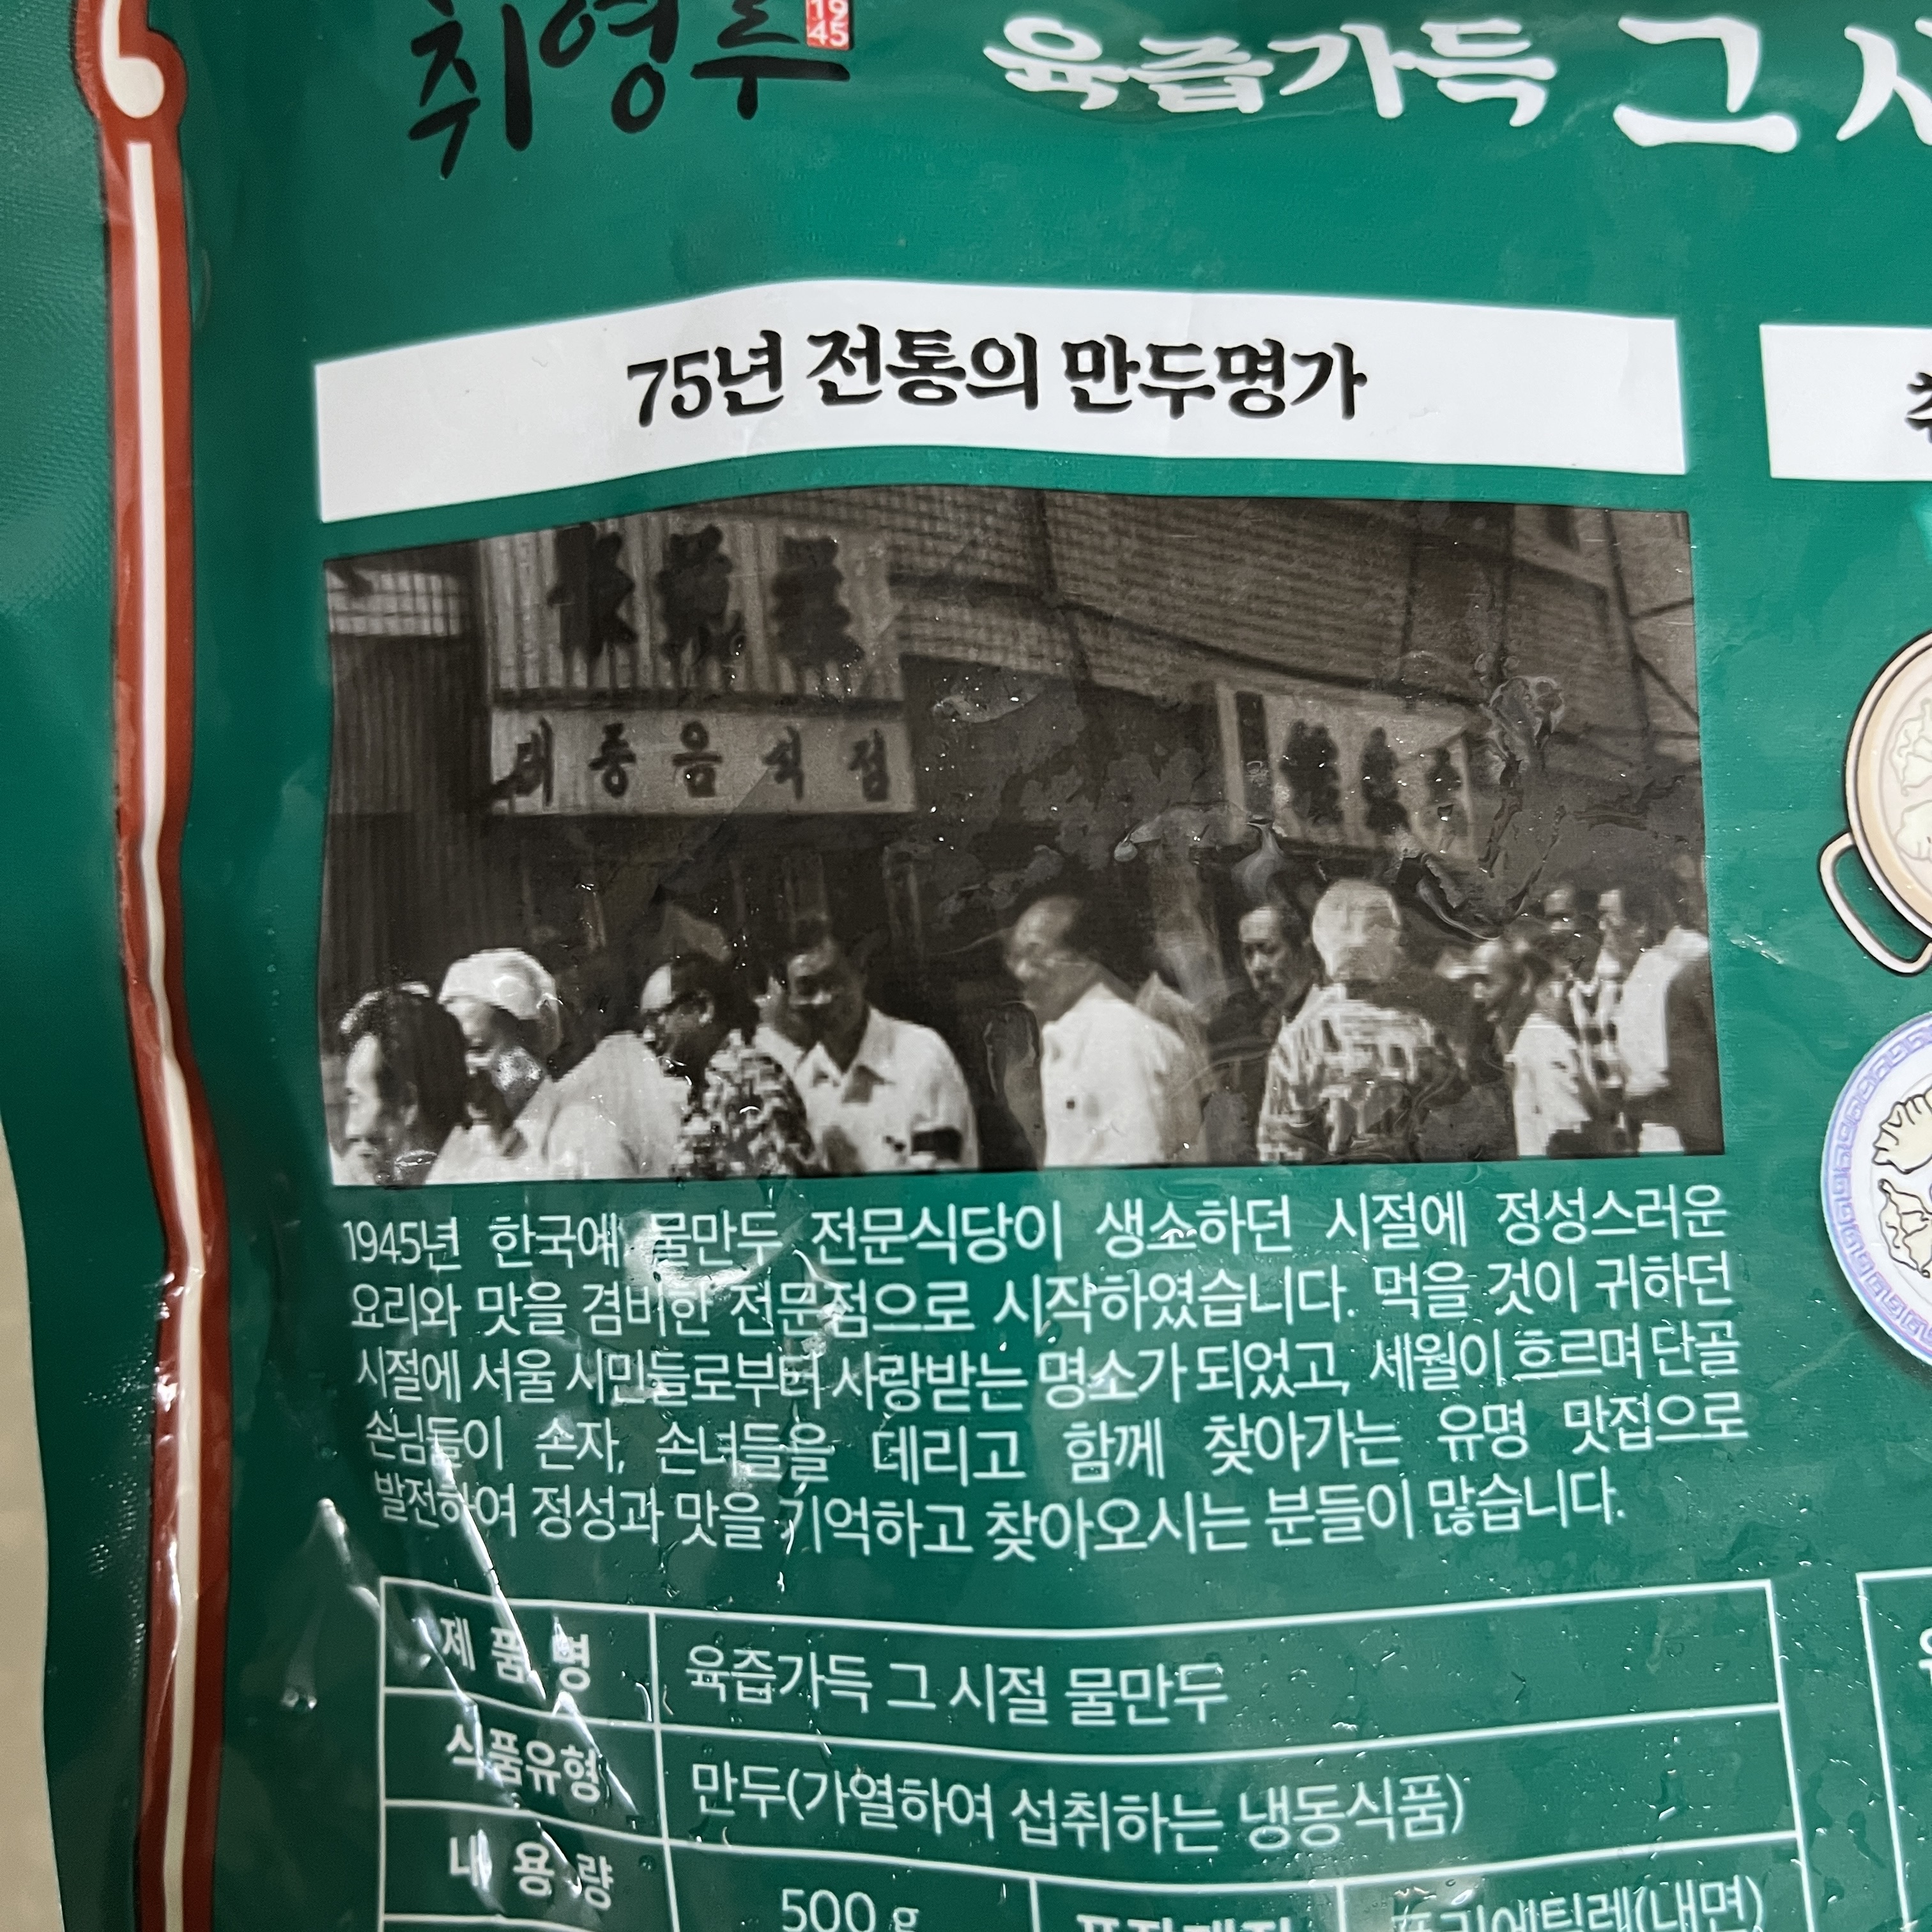 취영루 1945
육즙가득 그 시
75년 전통의 만두명가
대중음식점
1945년 한국에 물만두 전문식당이 생소하던 시절에 정성스러운
요리와 맛을 겸비한 전문점으로 시작하였습니다. 먹을 것이 귀하던
시절에 서울 시민들로부터 사랑받는 명소가 되었고, 세월이 흐르며 단골
손님들이 손자, 손녀들을 데리고 함께 찾아가는 유명 맛집으로
발전하여 정성과 맛을 기억하고 찾아오시는 분들이 많습니다.
제품명 육즙가득 그 시절 물만두
식품유형 만두(가열하여 섭취하는 냉동식품)
내용량 500 g 폴리에틸렌(내면)